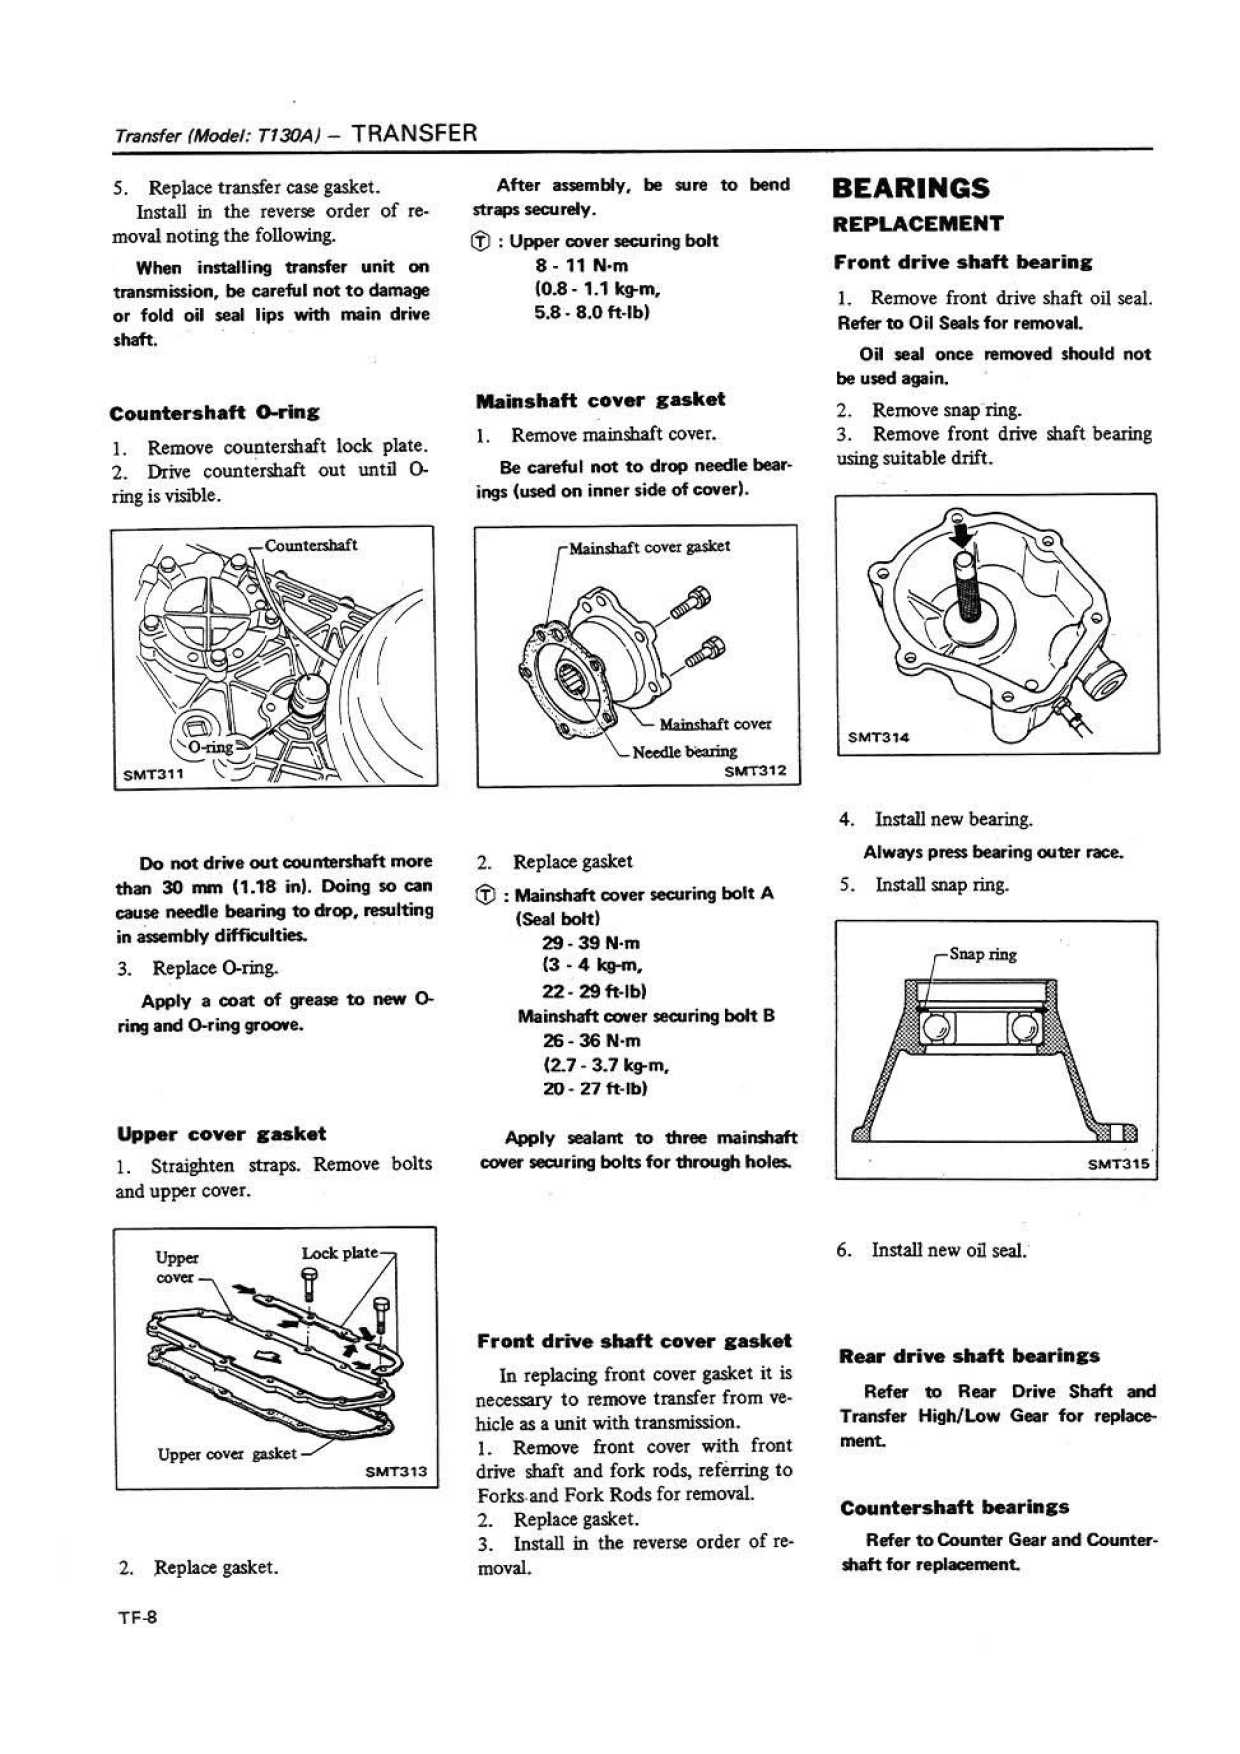 Transfer (Model: T130A) – TRANSFER
5. Replace transfer case gasket.
Install in the reverse order of re-
moval noting the following.
When installing transfer unit on
transmission, be careful not to damage
or fold oil seal lips with main drive
shaft.
Countershaft O-ring
1. Remove countershaft lock plate.
2. Drive countershaft out until O-
ring is visible.
Countershaft
O-ring
SMT311
Do not drive out countershaft more
than 30 mm (1.18 in). Doing so can
cause needle bearing to drop, resulting
in assembly difficulties.
3. Replace O-ring.
Apply a coat of grease to new O-
ring and O-ring groove.
Upper cover gasket
1. Straighten straps. Remove bolts
and upper cover.
Upper
cover
Lock plate
Upper cover gasket
SMT313
2. Replace gasket.
After assembly, be sure to bend
straps securely.
Ⓣ : Upper cover securing bolt
8 - 11 N·m
(0.8 - 1.1 kg-m,
5.8 - 8.0 ft-lb)
Mainshaft cover gasket
1. Remove mainshaft cover.
Be careful not to drop needle bear-
ings (used on inner side of cover).
Mainshaft cover gasket
Mainshaft cover
Needle bearing
SMT312
2. Replace gasket
Ⓣ : Mainshaft cover securing bolt A
(Seal bolt)
29 - 39 N·m
(3 - 4 kg-m,
22 - 29 ft-lb)
Mainshaft cover securing bolt B
26 - 36 N·m
(2.7 - 3.7 kg-m,
20 - 27 ft-lb)
Apply sealant to three mainshaft
cover securing bolts for through holes.
Front drive shaft cover gasket
In replacing front cover gasket it is
necessary to remove transfer from ve-
hicle as a unit with transmission.
1. Remove front cover with front
drive shaft and fork rods, referring to
Forks and Fork Rods for removal.
2. Replace gasket.
3. Install in the reverse order of re-
moval.
BEARINGS
REPLACEMENT
Front drive shaft bearing
1. Remove front drive shaft oil seal.
Refer to Oil Seals for removal.
Oil seal once removed should not
be used again.
2. Remove snap ring.
3. Remove front drive shaft bearing
using suitable drift.
SMT314
4. Install new bearing.
Always press bearing outer race.
5. Install snap ring.
Snap ring
SMT315
6. Install new oil seal.
Rear drive shaft bearings
Refer to Rear Drive Shaft and
Transfer High/Low Gear for replace-
ment.
Countershaft bearings
Refer to Counter Gear and Counter-
shaft for replacement.
TF-8